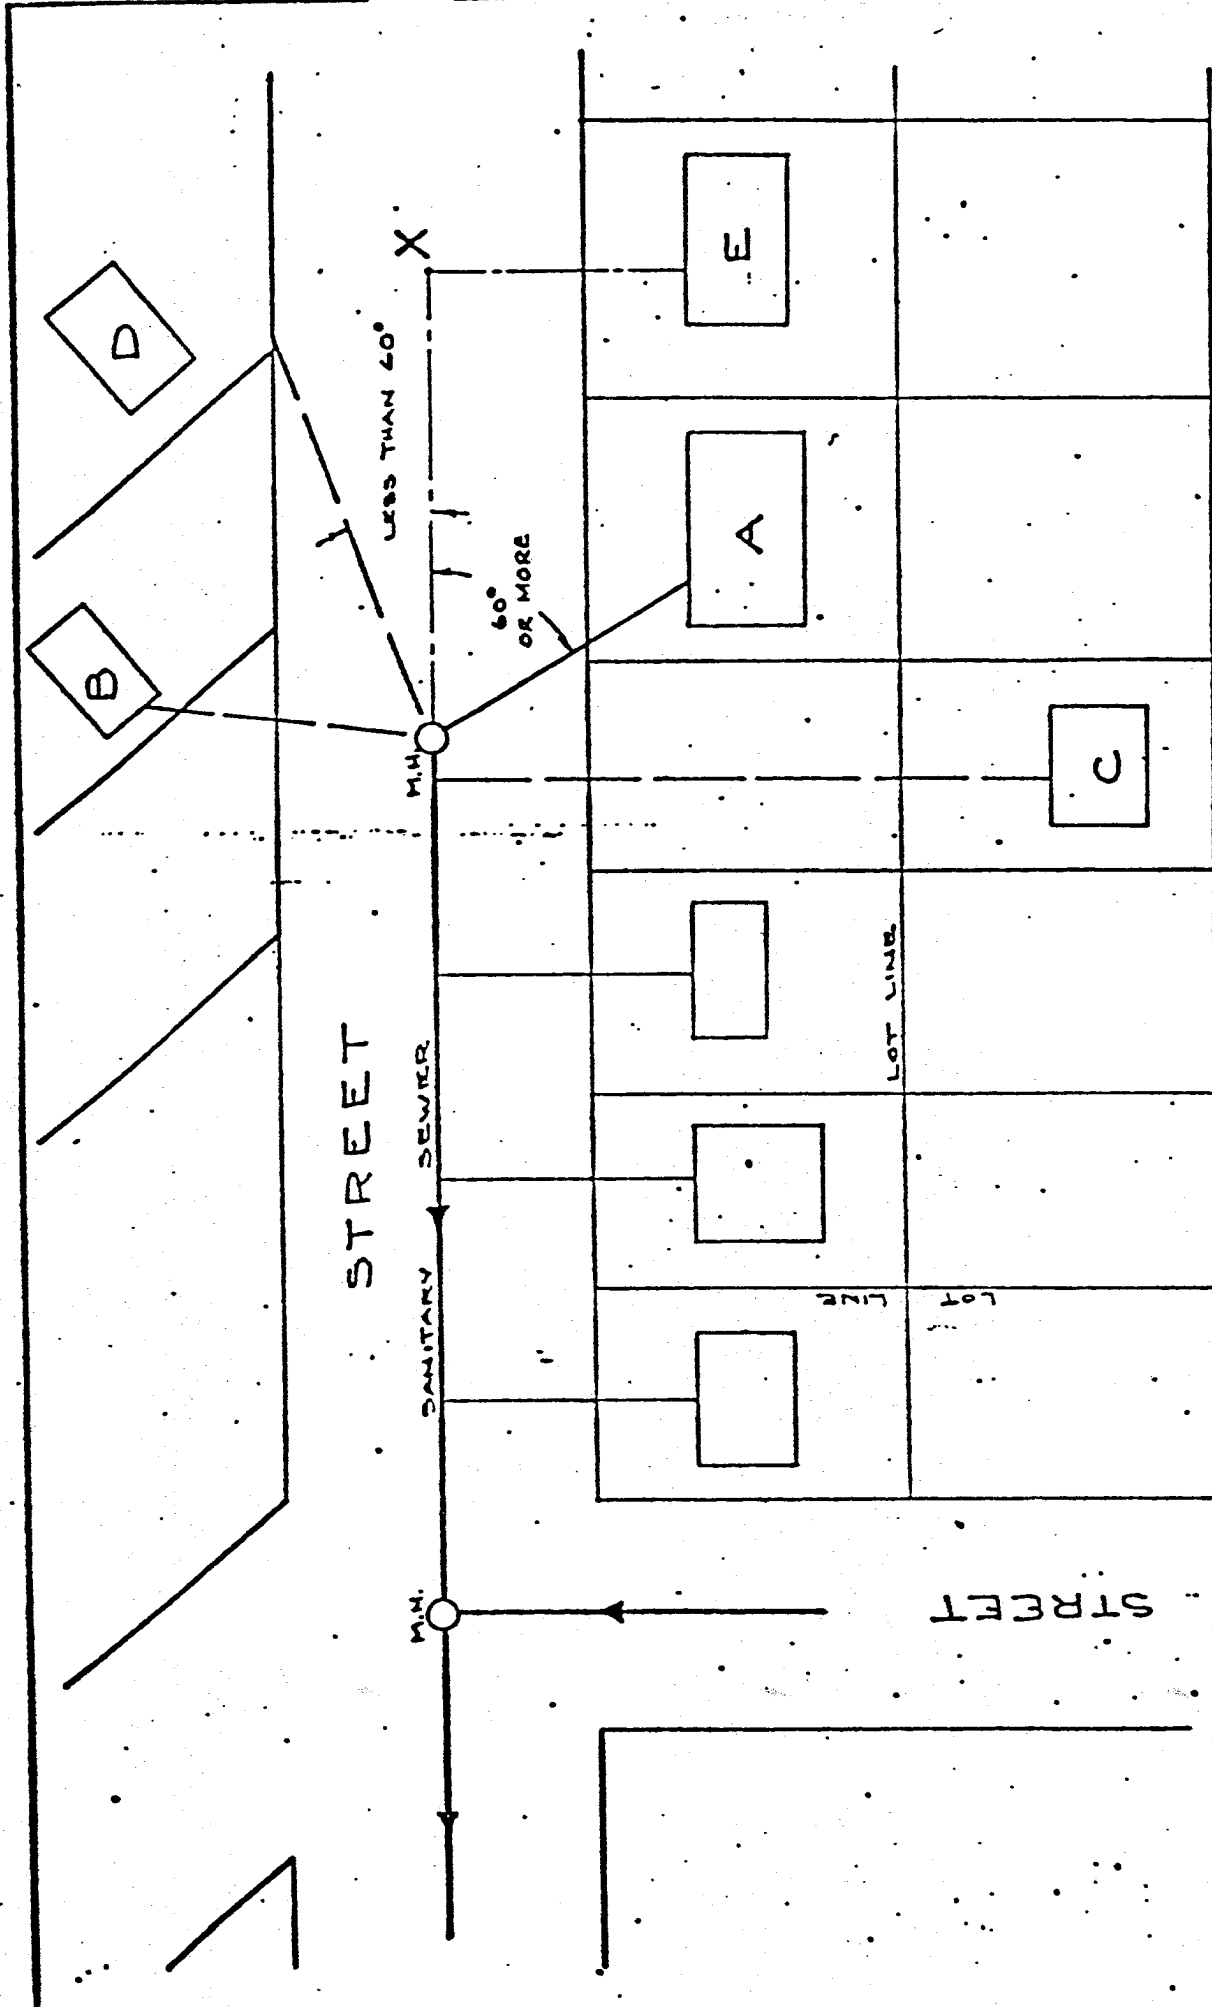 D
B
X
LESS THAN 60°
E
60°
OR MORE
A
M.H.
C
STREET
SANITARY SEWER
LOT LINE
LOT LINE
M.H.
STREET